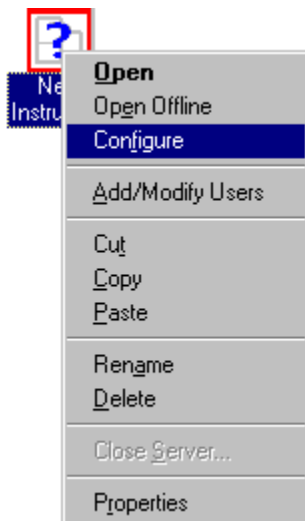 ?
Ne
Instru
Open
Open Offline
Configure
Add/Modify Users
Cut
Copy
Paste
Rename
Delete
Close Server...
Properties